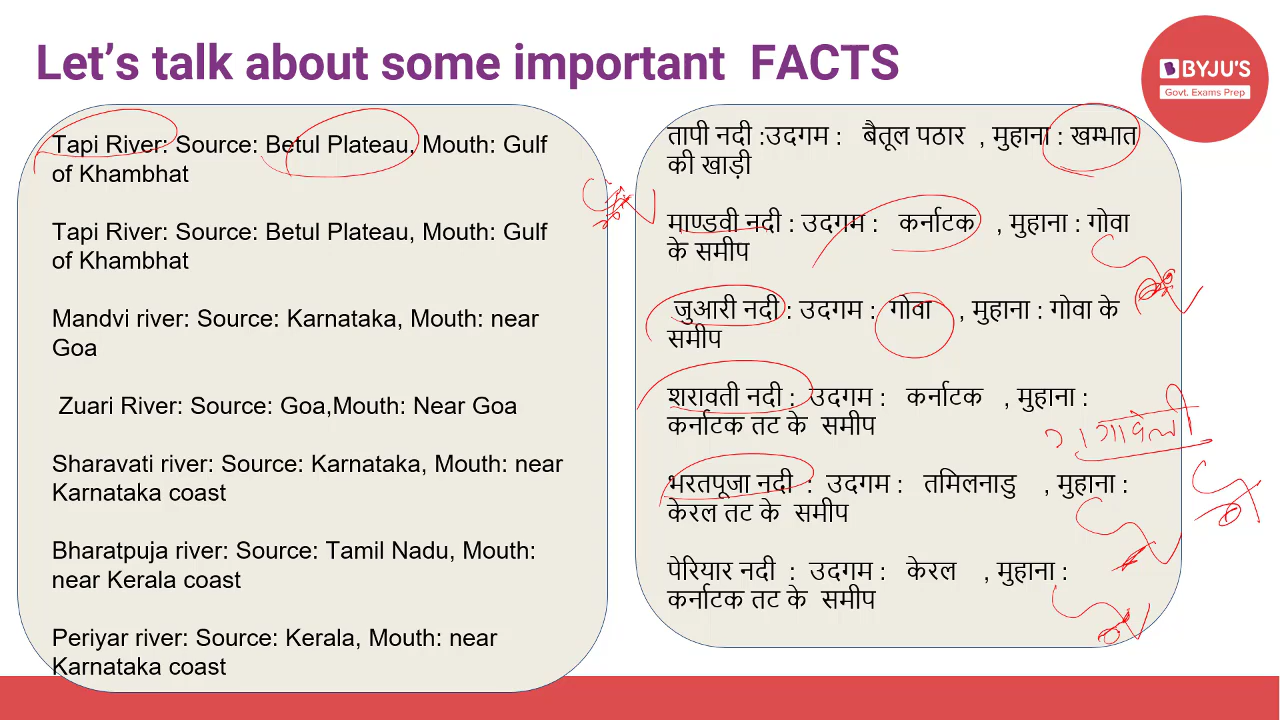 Let's talk about some important FACTS
BYJU'S
Govt. Exams Prep
Tapi River: Source: Betul Plateau, Mouth: Gulf
of Khambhat
Tapi River: Source: Betul Plateau, Mouth: Gulf
of Khambhat
Mandvi river: Source: Karnataka, Mouth: near
Goa
Zuari River: Source: Goa,Mouth: Near Goa
Sharavati river: Source: Karnataka, Mouth: near
Karnataka coast
Bharatpuja river: Source: Tamil Nadu, Mouth:
near Kerala coast
Periyar river: Source: Kerala, Mouth: near
Karnataka coast
तापी नदी :उदगम : बैतूल पठार , मुहाना : खम्भात
की खाड़ी
माण्डवी नदी : उदगम : कर्नाटक , मुहाना : गोवा
के समीप
जुआरी नदी : उदगम : गोवा , मुहाना : गोवा के
समीप
शरावती नदी : उदगम : कर्नाटक , मुहाना :
कर्नाटक तट के समीप
भरतपूजा नदी : उदगम : तमिलनाडु , मुहाना :
केरल तट के समीप
पेरियार नदी : उदगम : केरल , मुहाना :
कर्नाटक तट के समीप